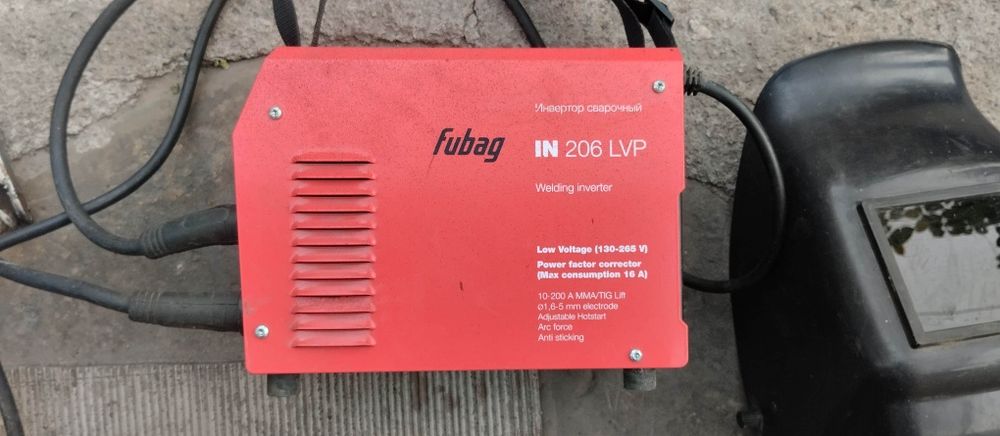 Инвертор сварочный
fubag
IN 206 LVP
Welding inverter
Low Voltage (130-265 V)
Power factor corrector
(Max consumption 16 A)
10-200 A MMA/TIG Lift
ø1,6-5 mm electrode
Adjustable Hotstart
Arc force
Anti sticking